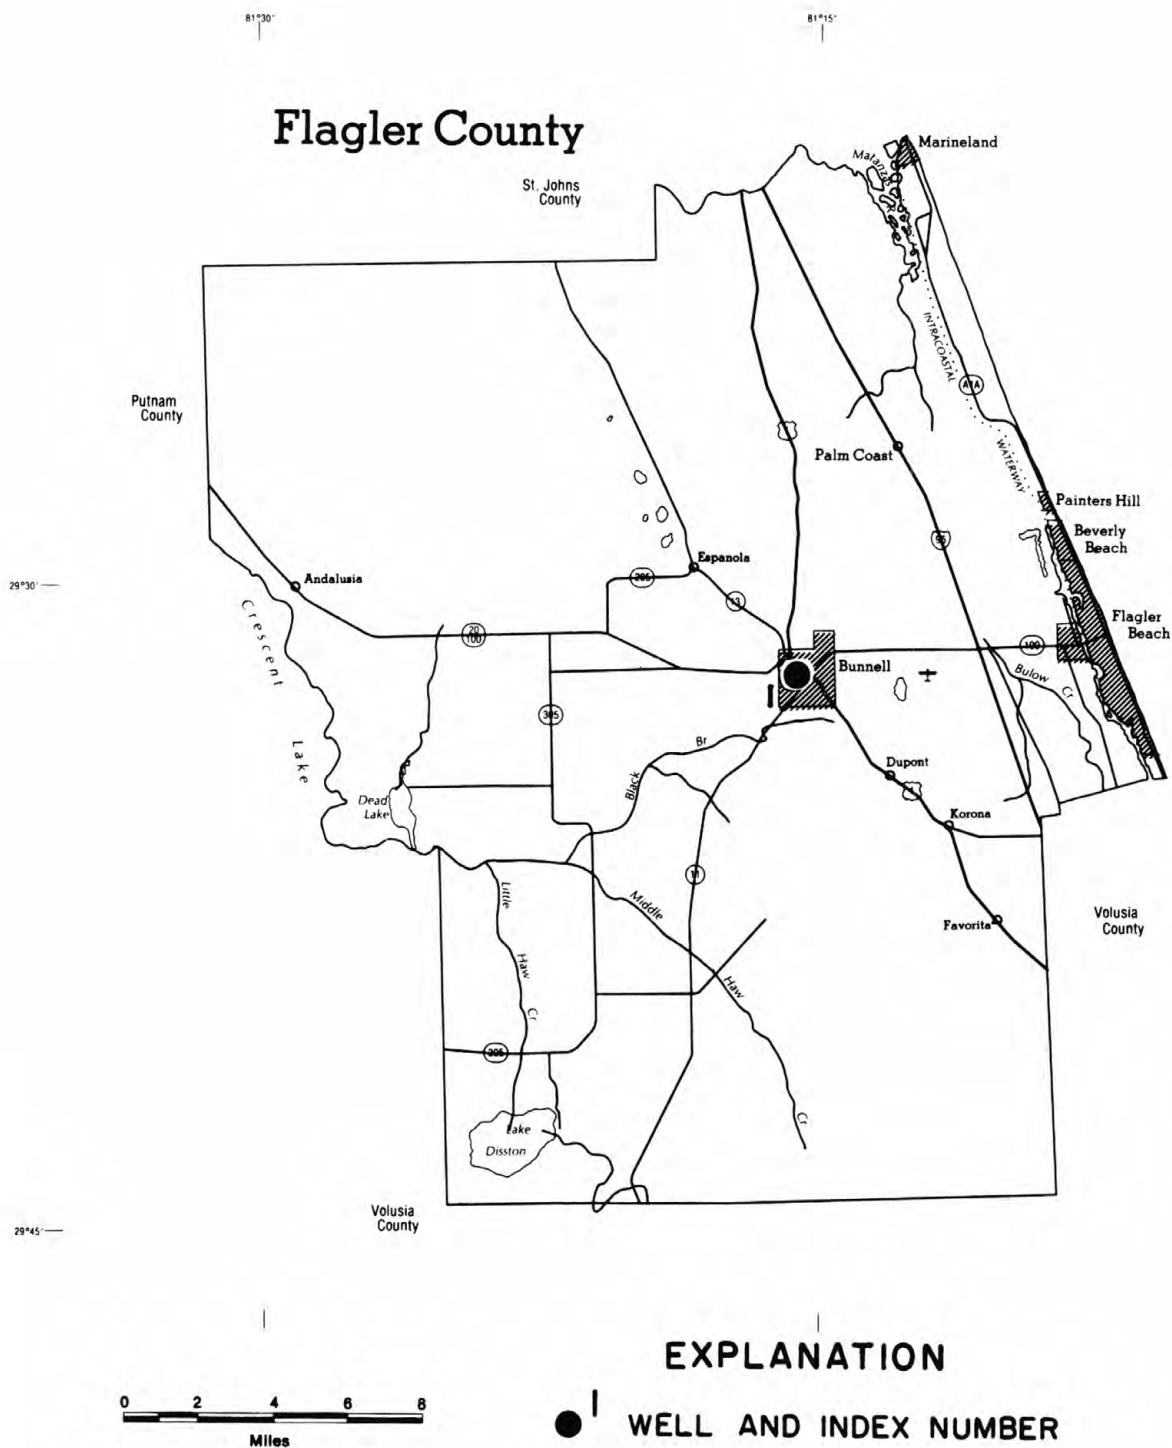 81°30'
81°15'
Flagler County
Marineland
Matanzas R
St. Johns
County
INTRACOASTAL
A1A
Putnam
County
1
Palm Coast
WATERWAY
Painters Hill
95
Beverly
Beach
Espanola
205
29°30'
Andalusia
13
Crescent
Lake
Flagler
Beach
20
100
100
Bunnell
Bulow Cr
1
305
Br
Black
Dupont
1
Dead
Lake
Korona
11
Little
Haw
Cr
Middle
Haw
Cr
Favorita
Volusia
County
305
Lake
Disston
Volusia
County
29°45'
EXPLANATION
0 2 4 6 8
Miles
1
WELL AND INDEX NUMBER